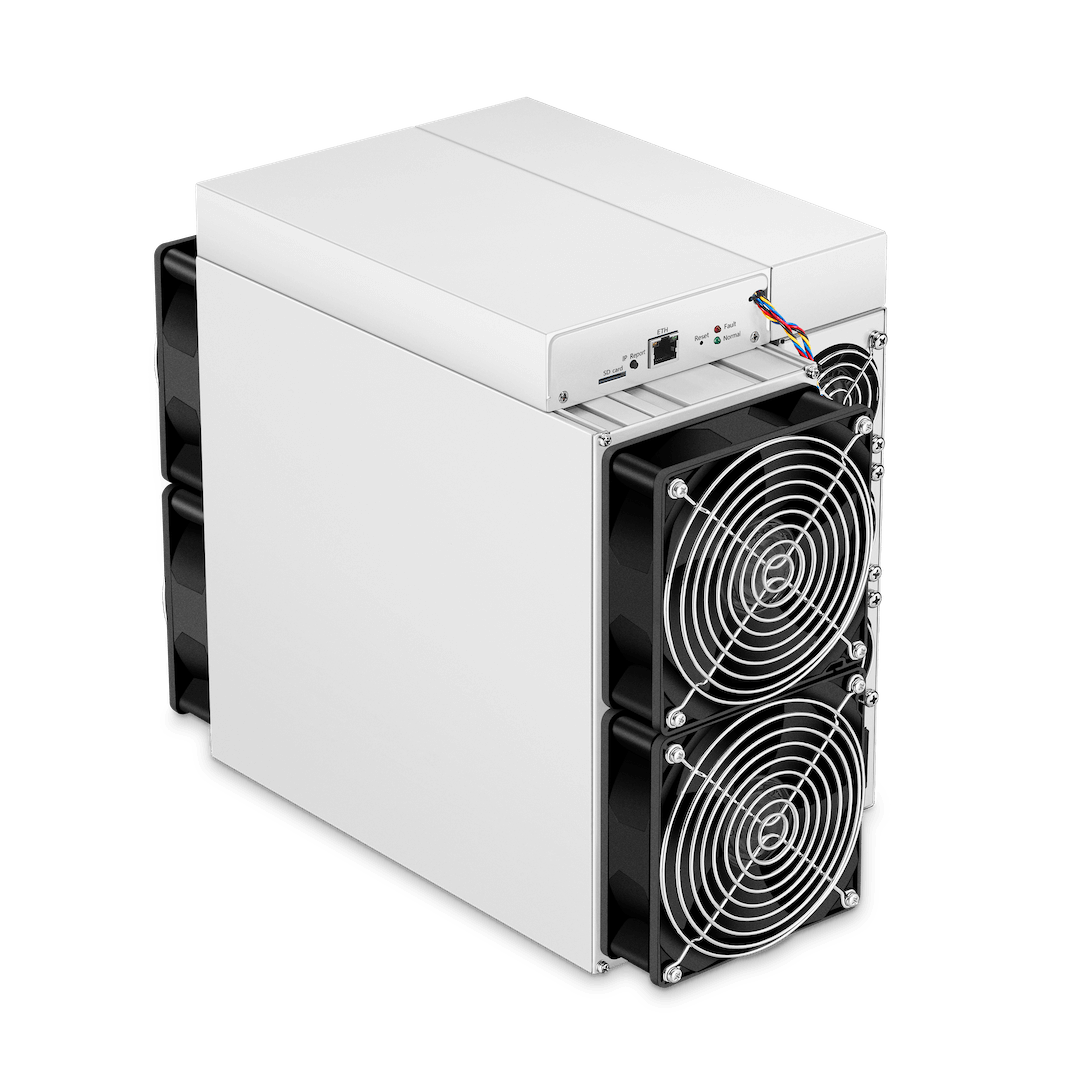 ETH
Reset
Fault
Normal
IP Report
SD card